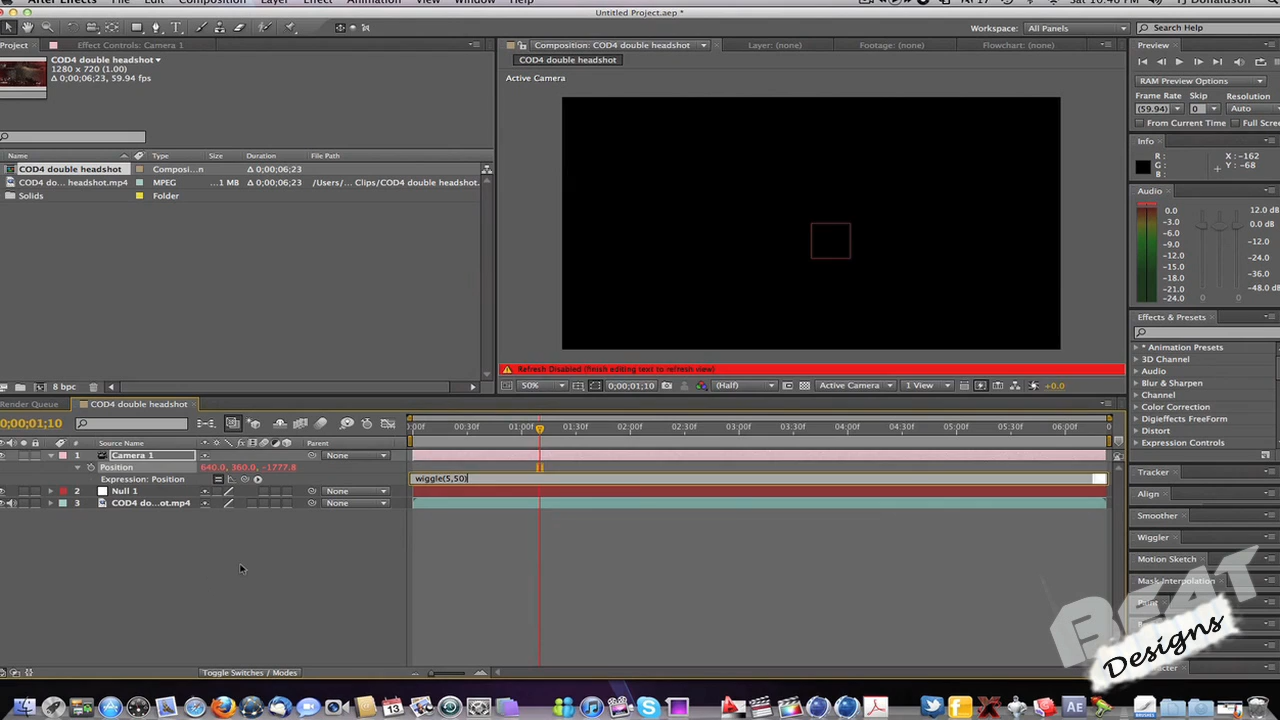 After Effects File Edit Composition Layer Effect Animation View Window Help
Untitled Project.aep *
Workspace: All Panels
Search Help
Project
Effect Controls: Camera 1
COD4 double headshot
1280 x 720 (1.00)
Δ 0;00;06;23, 59.94 fps
Name Type Size Duration File Path
COD4 double headshot Composi...n Δ 0;00;06;23
COD4 do... headshot.mp4 MPEG ...1 MB Δ 0;00;06;23 /Users/... Clips/COD4 double headshot.
Solids Folder
8 bpc
Composition: COD4 double headshot
Layer: (none)
Footage: (none)
Flowchart: (none)
COD4 double headshot
Active Camera
Refresh Disabled (finish editing text to refresh view)
50% 0;00;01;10 (Half) Active Camera 1 View +0.0
Preview
RAM Preview Options
Frame Rate Skip Resolution
(59.94) 0 Auto
From Current Time Full Scre
Info
R : X : -162
G : Y : -68
B :
Audio
0.0 12.0 dB
-3.0 0.0 dB
-6.0 -12.0
-9.0
-12.0 -24.0
-15.0
-18.0 -36.0
-21.0
-24.0 -48.0 dB
Effects & Presets
* Animation Presets
3D Channel
Audio
Blur & Sharpen
Channel
Color Correction
Digieffects FreeForm
Distort
Expression Controls
Tracker
Align
Smoother
Wiggler
Motion Sketch
Mask Interpolation
Paint
Render Queue
COD4 double headshot
0;00;01;10
Source Name Parent
:00f 00:30f 01:00f 01:30f 02:00f 02:30f 03:00f 03:30f 04:00f 04:30f 05:00f 05:30f 06:00f
1 Camera 1 None
Position 640.0, 360.0, -1777.8
Expression: Position
wiggle(5,50)
2 Null 1 None
3 COD4 do...ot.mp4 None
Toggle Switches / Modes
BEAT
Designs